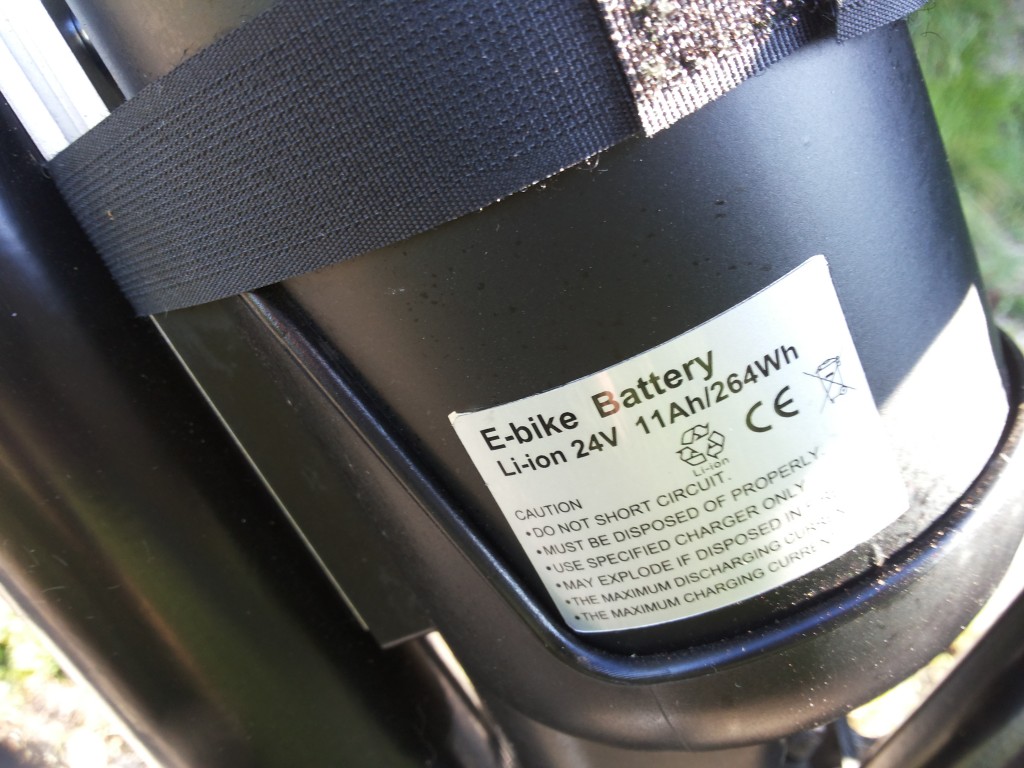 E-bike Battery
Li-ion 24V 11Ah/264Wh
CE
Li-ion
CAUTION
•DO NOT SHORT CIRCUIT.
•MUST BE DISPOSED OF PROPERLY.
•USE SPECIFIED CHARGER ONLY
•MAY EXPLODE IF DISPOSED IN
•THE MAXIMUM DISCHARGING
•THE MAXIMUM CHARGING